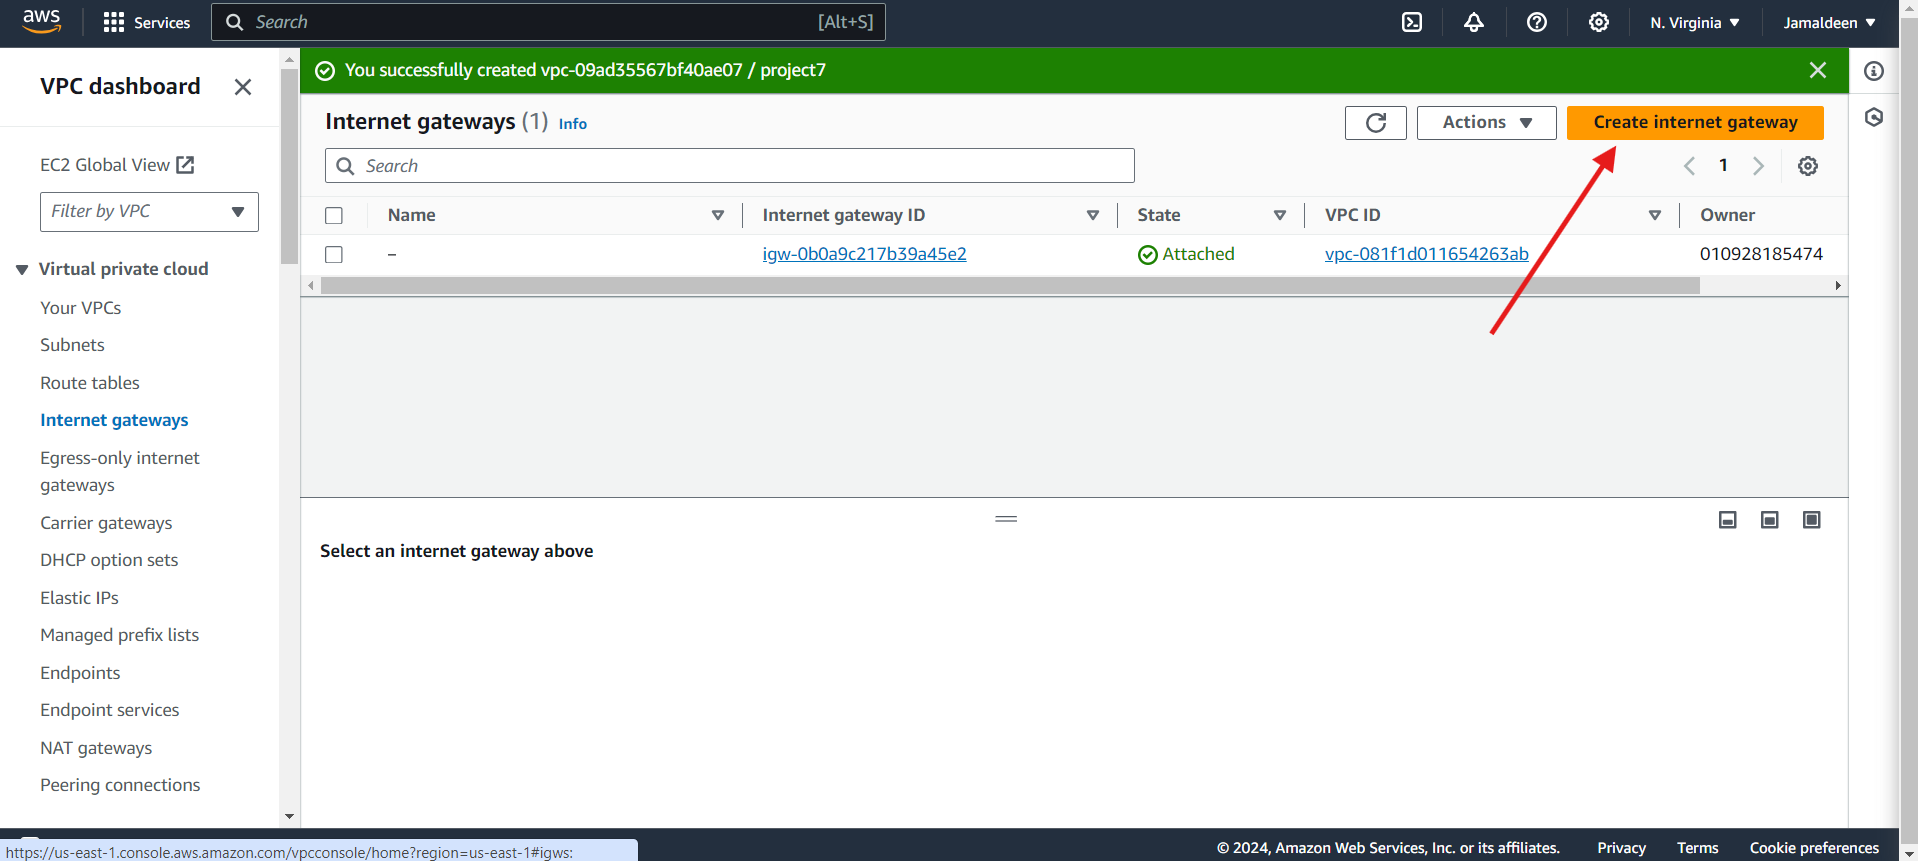 aws
Services
Search
[Alt+S]
N. Virginia
Jamaldeen
VPC dashboard
EC2 Global View
Filter by VPC
Virtual private cloud
Your VPCs
Subnets
Route tables
Internet gateways
Egress-only internet
gateways
Carrier gateways
DHCP option sets
Elastic IPs
Managed prefix lists
Endpoints
Endpoint services
NAT gateways
Peering connections
You successfully created vpc-09ad35567bf40ae07 / project7
Internet gateways (1) Info
Actions
Create internet gateway
Search
1
Name
Internet gateway ID
State
VPC ID
Owner
–
igw-0b0a9c217b39a45e2
Attached
vpc-081f1d011654263ab
010928185474
Select an internet gateway above
https://us-east-1.console.aws.amazon.com/vpcconsole/home?region=us-east-1#igws:
© 2024, Amazon Web Services, Inc. or its affiliates.
Privacy
Terms
Cookie preferences